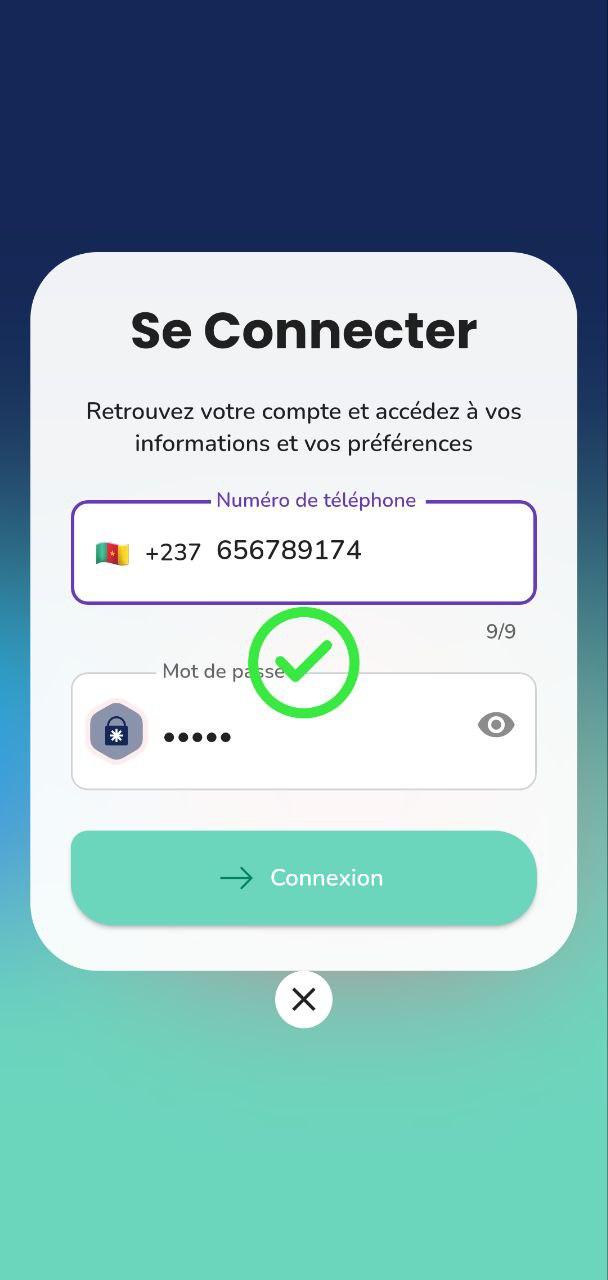 Se Connecter
Retrouvez votre compte et accédez à vos
informations et vos préférences
Numéro de téléphone
+237 656789174
9/9
Mot de passe
•••••
Connexion